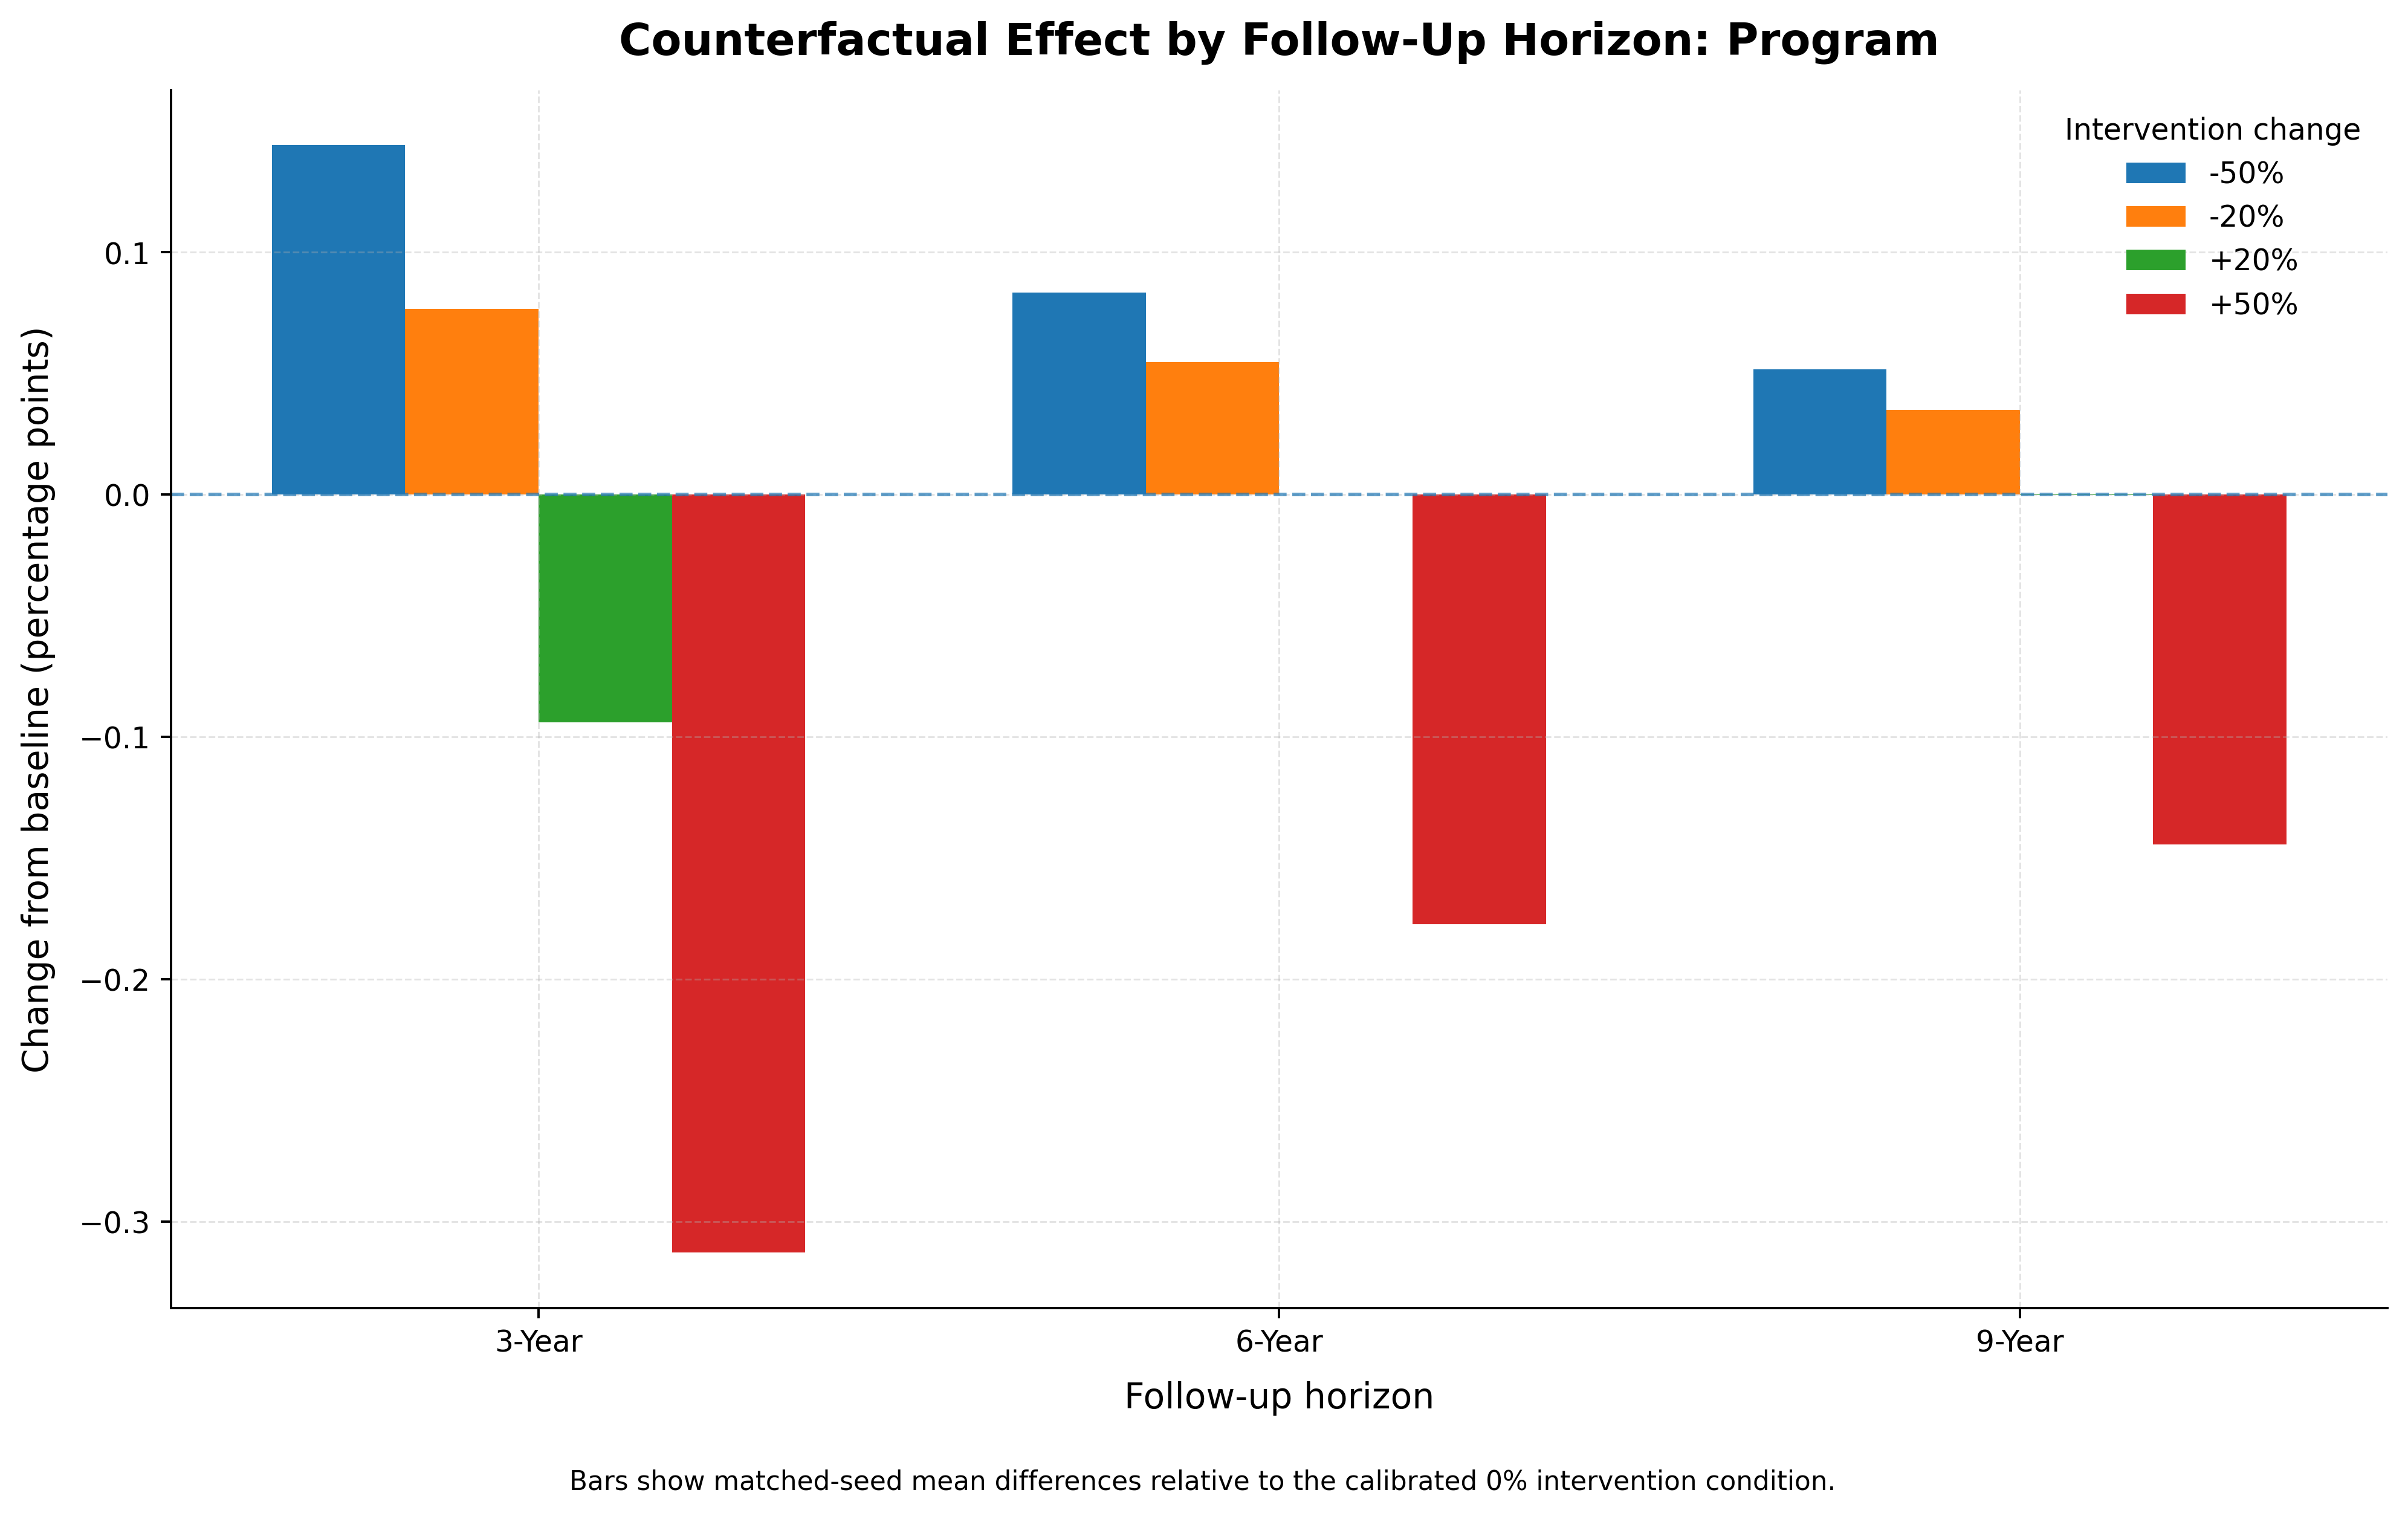 Counterfactual Effect by Follow-Up Horizon: Program
Intervention change
-50%
-20%
+20%
+50%
Change from baseline (percentage points)
0.1
0.0
−0.1
−0.2
−0.3
3-Year
6-Year
9-Year
Follow-up horizon
Bars show matched-seed mean differences relative to the calibrated 0% intervention condition.